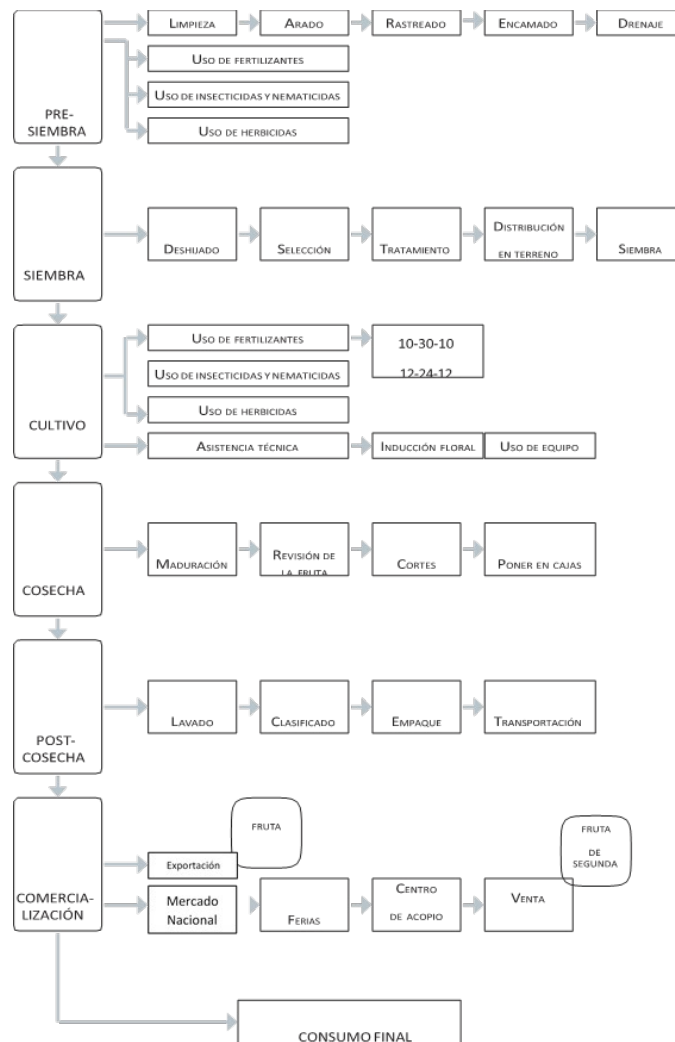 LIMPIEZA
ARADO
RASTREADO
ENCAMADO
DRENAJE
USO DE FERTILIZANTES
USO DE INSECTICIDAS Y NEMATICIDAS
USO DE HERBICIDAS
PRE-
SIEMBRA
DESHIJADO
SELECCIÓN
TRATAMIENTO
DISTRIBUCIÓN
EN TERRENO
SIEMBRA
SIEMBRA
USO DE FERTILIZANTES
10-30-10
12-24-12
USO DE INSECTICIDAS Y NEMATICIDAS
USO DE HERBICIDAS
CULTIVO
ASISTENCIA TÉCNICA
INDUCCIÓN FLORAL
USO DE EQUIPO
MADURACIÓN
REVISIÓN DE
LA FRUTA
CORTES
PONER EN CAJAS
COSECHA
LAVADO
CLASIFICADO
EMPAQUE
TRANSPORTACIÓN
POST-
COSECHA
FRUTA
FRUTA
DE
SEGUNDA
Exportación
COMERCIA-
LIZACIÓN
Mercado
Nacional
FERIAS
CENTRO
DE ACOPIO
VENTA
CONSUMO FINAL